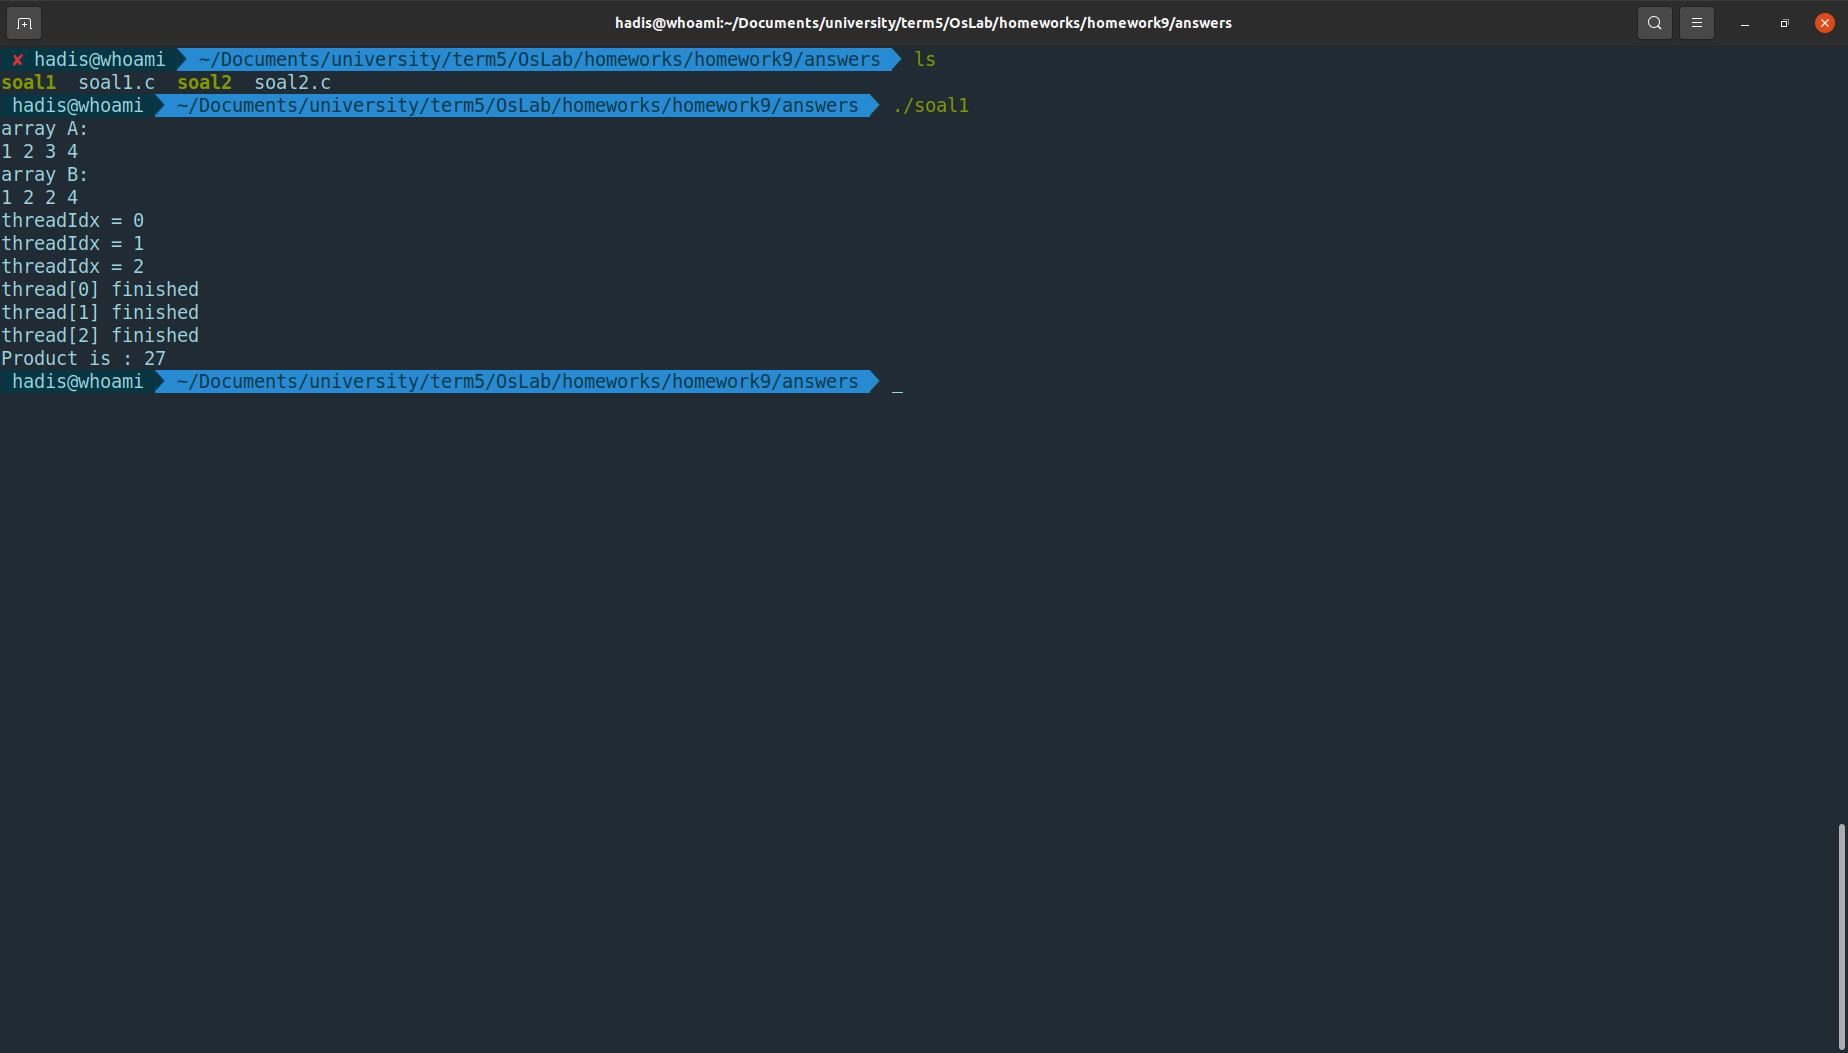 hadis@whoami:~/Documents/university/term5/OsLab/homeworks/homework9/answers
✘ hadis@whoami ~/Documents/university/term5/OsLab/homeworks/homework9/answers ls
soal1 soal1.c soal2 soal2.c
hadis@whoami ~/Documents/university/term5/OsLab/homeworks/homework9/answers ./soal1
array A:
1 2 3 4
array B:
1 2 2 4
threadIdx = 0
threadIdx = 1
threadIdx = 2
thread[0] finished
thread[1] finished
thread[2] finished
Product is : 27
hadis@whoami ~/Documents/university/term5/OsLab/homeworks/homework9/answers _